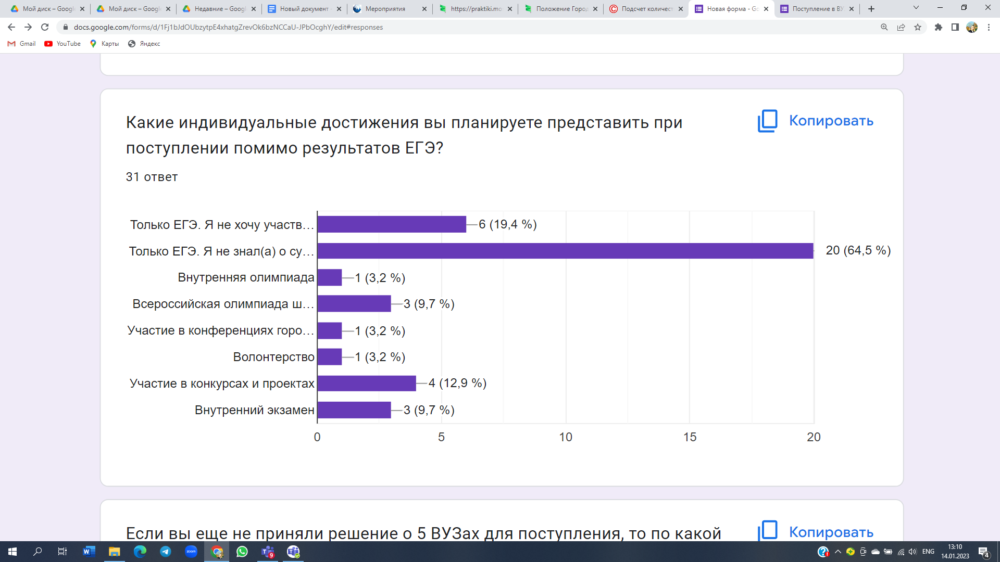 Мой диск – Google
Мой диск – Google
Недавние – Googl
Новый документ -
Мероприятия
https://praktiki.mo
Положение Город
Подсчет количест
Новая форма - Go
Поступление в ВУ
docs.google.com/forms/d/1Fj1bJdOUbzytpE4xhatgZrevOk6bzNCCaU-JPbOcghY/edit#responses
Gmail
YouTube
Карты
Яндекс
Какие индивидуальные достижения вы планируете представить при
поступлении помимо результатов ЕГЭ?
Копировать
31 ответ
Только ЕГЭ. Я не хочу участв…
6 (19,4 %)
Только ЕГЭ. Я не знал(а) о су…
20 (64,5 %)
Внутренняя олимпиада
1 (3,2 %)
Всероссийская олимпиада ш…
3 (9,7 %)
Участие в конференциях горо…
1 (3,2 %)
Волонтерство
1 (3,2 %)
Участие в конкурсах и проектах
4 (12,9 %)
Внутренний экзамен
3 (9,7 %)
0 5 10 15 20
Если вы еще не приняли решение о 5 ВУЗах для поступления, то по какой
Копировать
zoom
9
ENG
13:10
14.01.2023
4